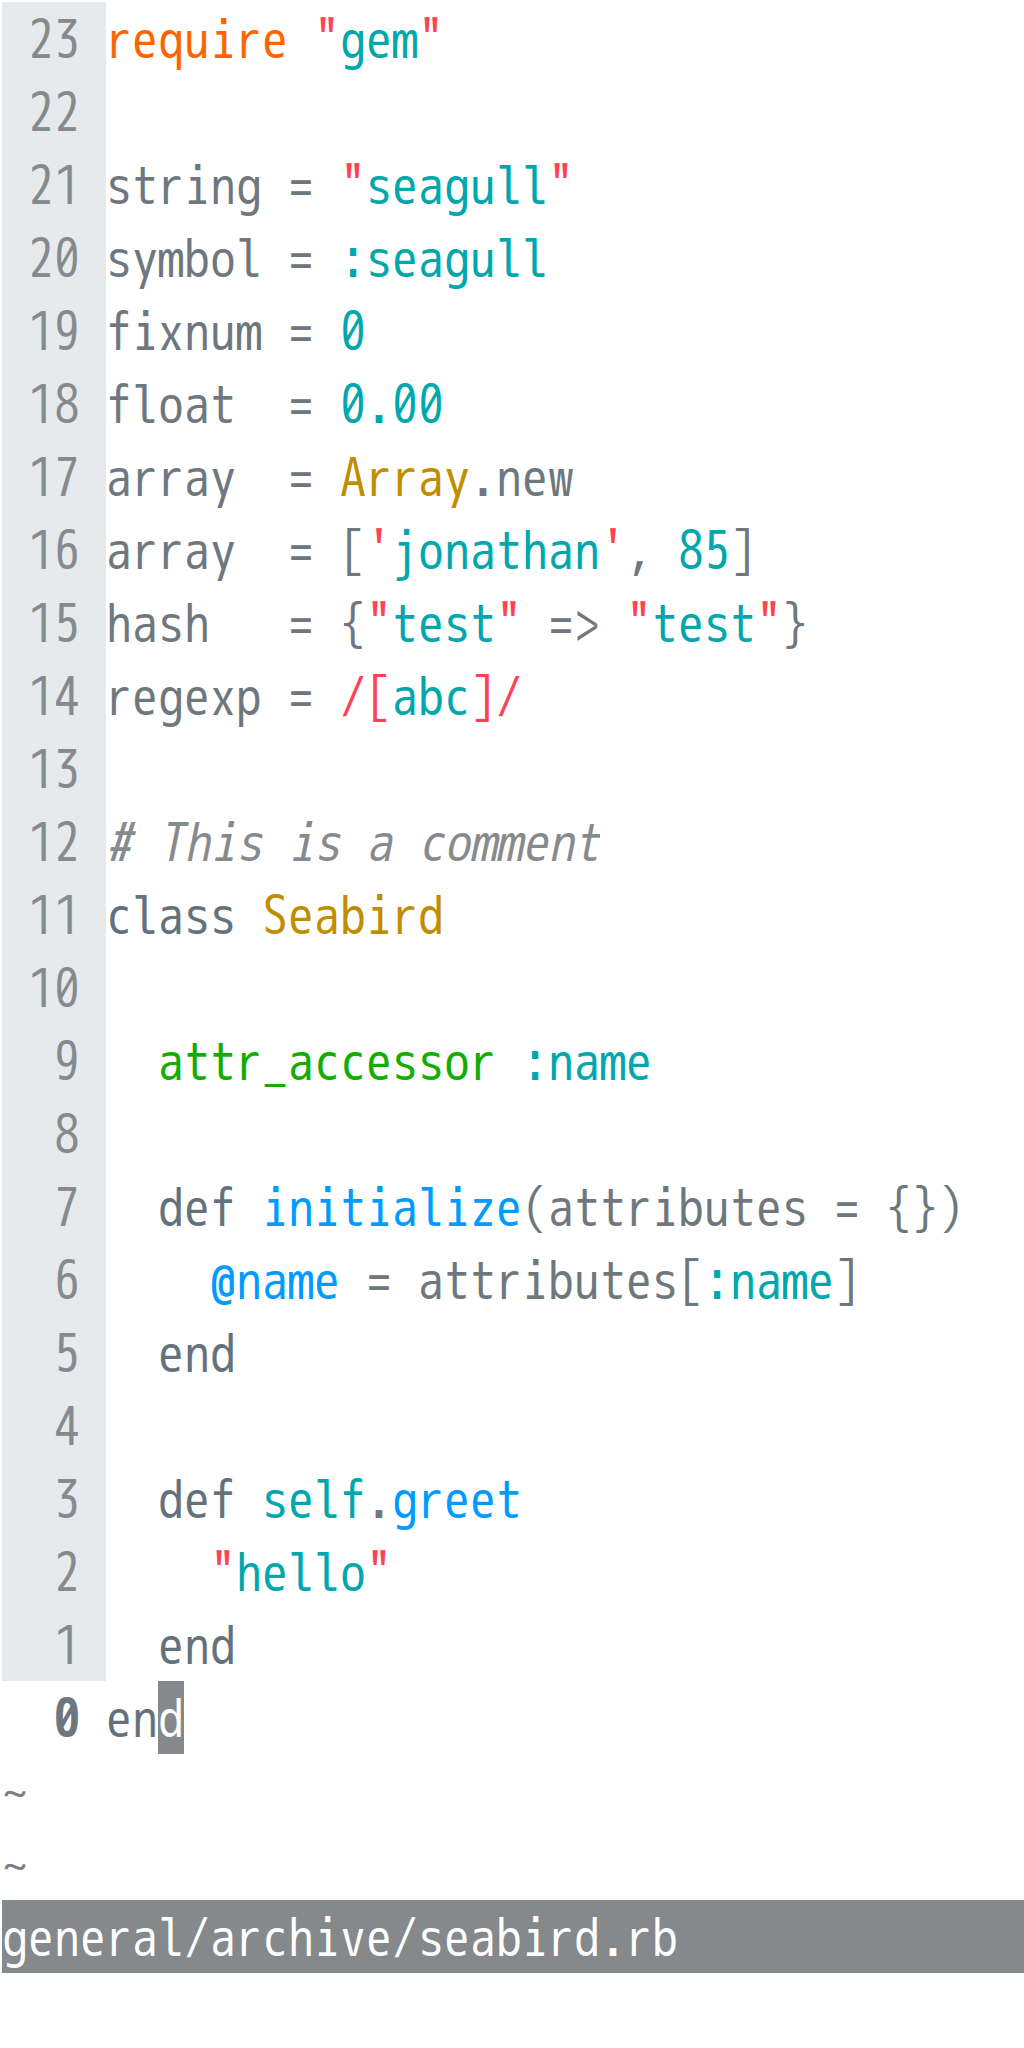 23 require "gem"
22
21 string = "seagull"
20 symbol = :seagull
19 fixnum = 0
18 float  = 0.00
17 array  = Array.new
16 array  = ['jonathan', 85]
15 hash   = {"test" => "test"}
14 regexp = /[abc]/
13
12 # This is a comment
11 class Seabird
10
 9   attr_accessor :name
 8
 7   def initialize(attributes = {})
 6     @name = attributes[:name]
 5   end
 4
 3   def self.greet
 2     "hello"
 1   end
 0 end
~
~
general/archive/seabird.rb